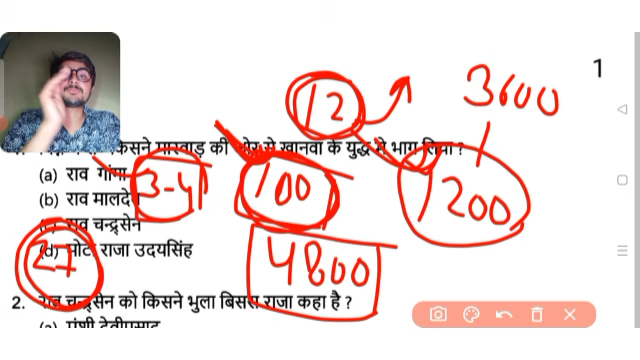 12
3600
1
मारवाड़ की ओर से खानवा के युद्ध मे भाग लिया ?
(a) राव गांगा
3-4
100
1200
(b) राव मालदेव
(c) राव चन्द्रसेन
27
(d) मोटा राजा उदयसिंह
4800
2. राव चन्द्रसेन को किसने भुला बिसरा राजा कहा है ?
(a) मुंशी देवीप्रसाद